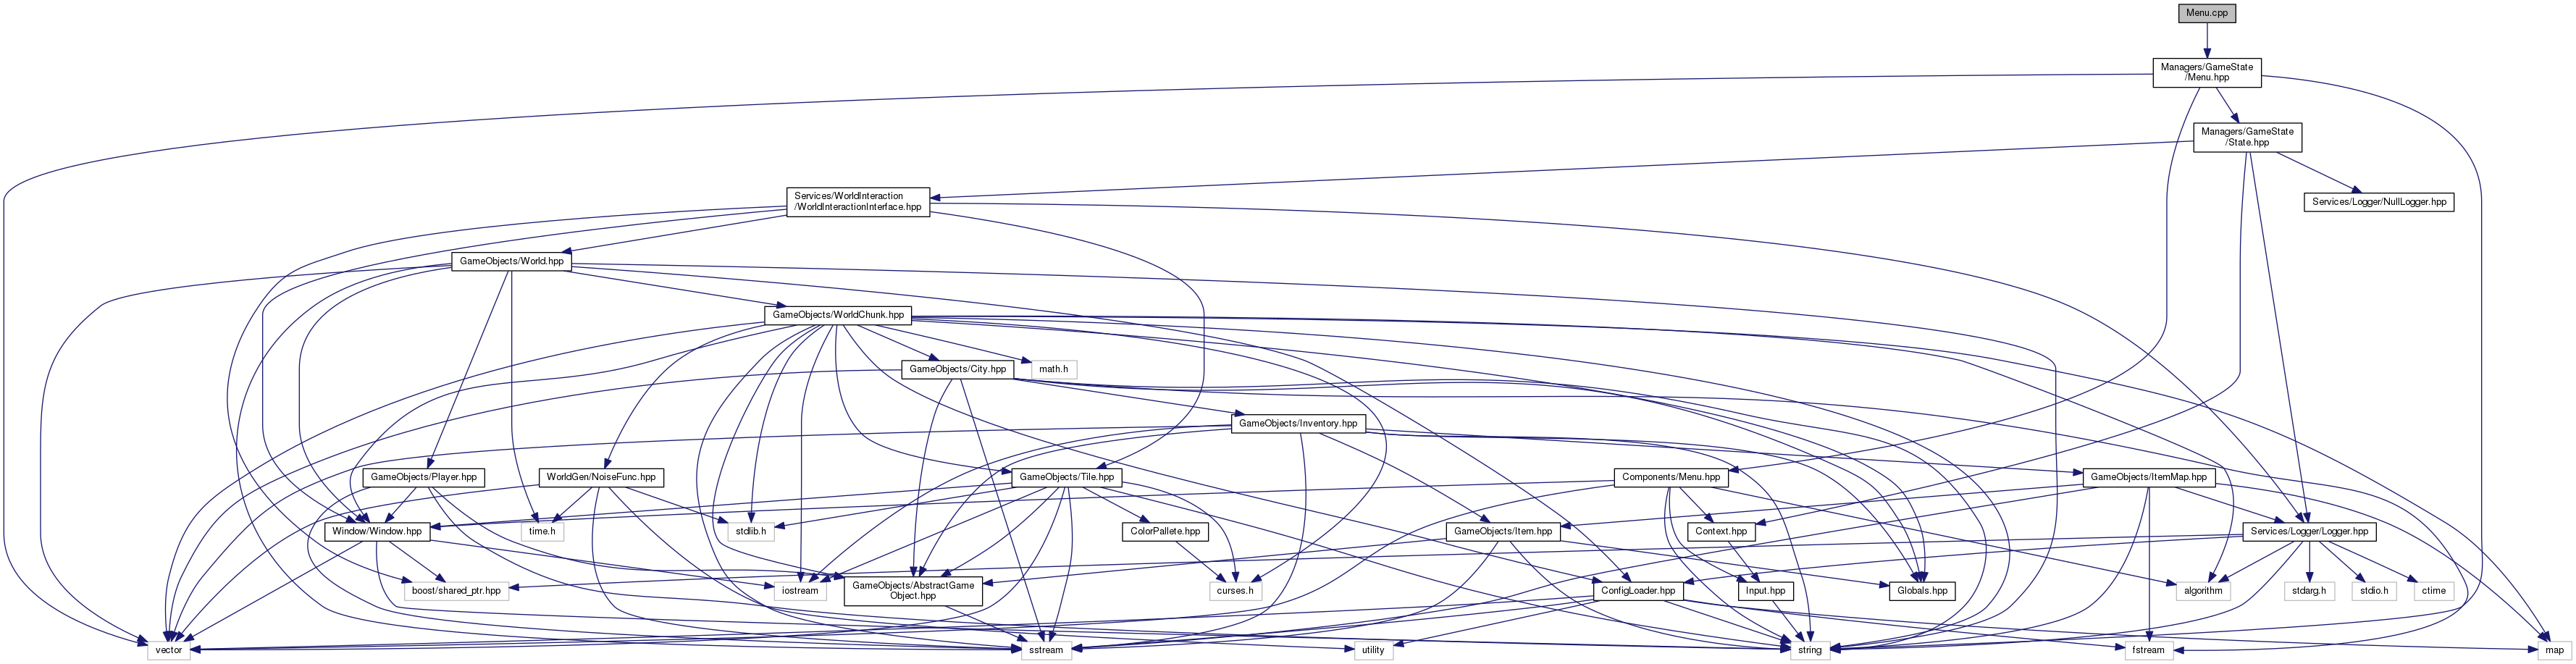 Menu.cpp
Managers/GameState
/Menu.hpp
Managers/GameState
/State.hpp
Services/WorldInteraction
/WorldInteractionInterface.hpp
Services/Logger/NullLogger.hpp
GameObjects/World.hpp
GameObjects/WorldChunk.hpp
GameObjects/City.hpp
math.h
GameObjects/Inventory.hpp
GameObjects/Player.hpp
WorldGen/NoiseFunc.hpp
GameObjects/Tile.hpp
Components/Menu.hpp
GameObjects/ItemMap.hpp
Window/Window.hpp
time.h
stdlib.h
ColorPallete.hpp
GameObjects/Item.hpp
Context.hpp
Services/Logger/Logger.hpp
boost/shared_ptr.hpp
iostream
GameObjects/AbstractGame
Object.hpp
curses.h
ConfigLoader.hpp
Input.hpp
Globals.hpp
algorithm
stdarg.h
stdio.h
ctime
vector
sstream
utility
string
fstream
map